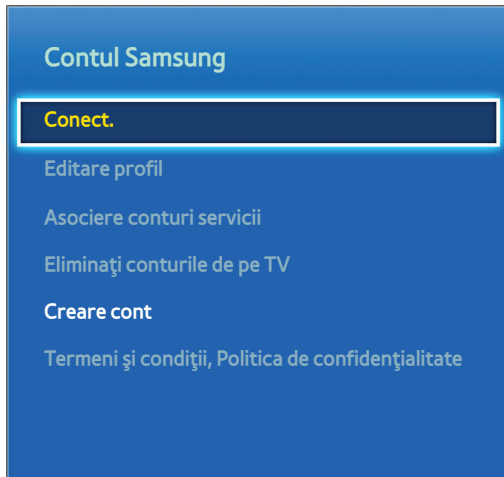 Contul Samsung
Conect.
Editare profil
Asociere conturi servicii
Eliminaţi conturile de pe TV
Creare cont
Termeni şi condiţii, Politica de confidenţialitate